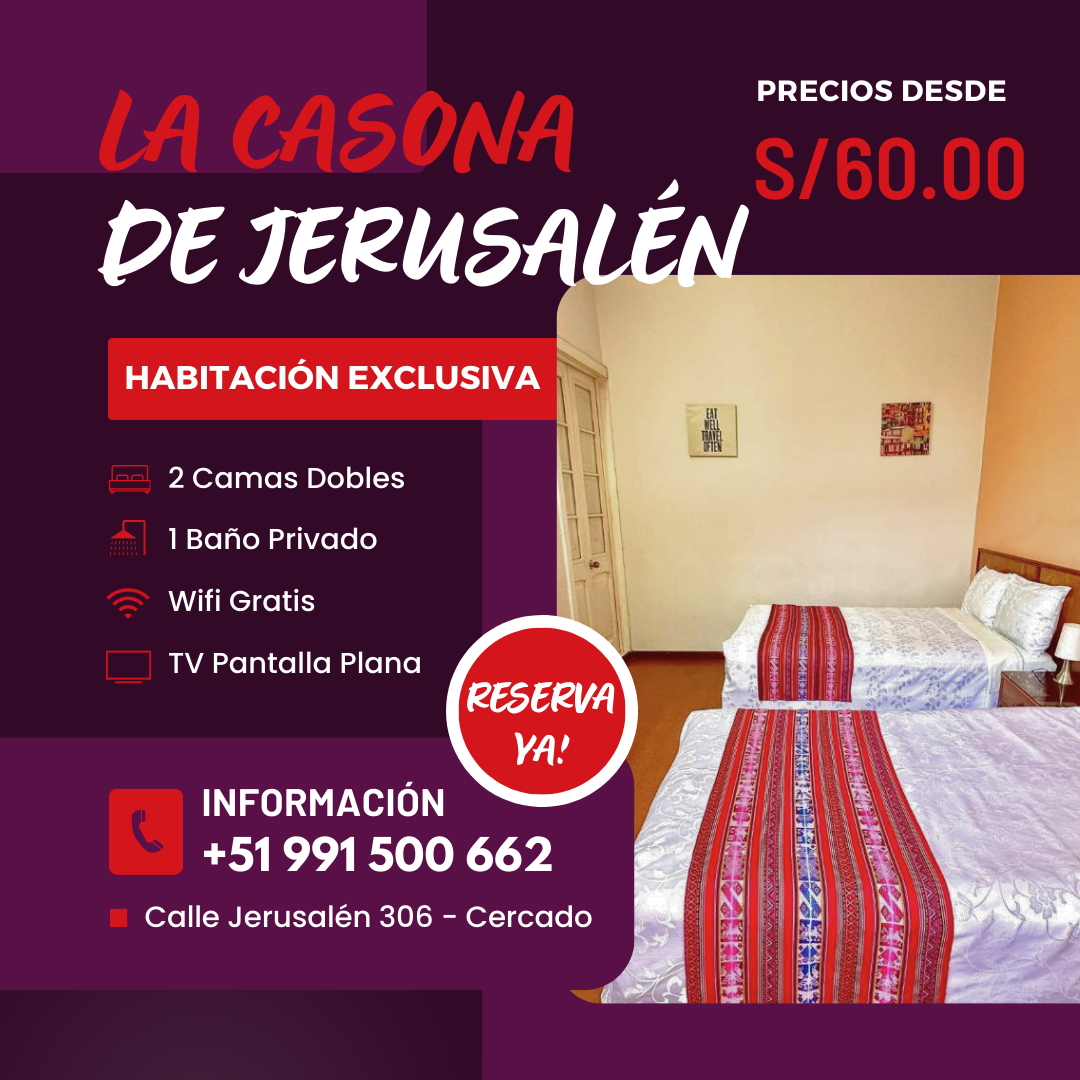 LA CASONA
DE JERUSALÉN
PRECIOS DESDE
S/60.00
HABITACIÓN EXCLUSIVA
2 Camas Dobles
1 Baño Privado
Wifi Gratis
TV Pantalla Plana
EAT
WELL
TRAVEL
OFTEN
RESERVA
YA!
INFORMACIÓN
+51 991 500 662
Calle Jerusalén 306 - Cercado